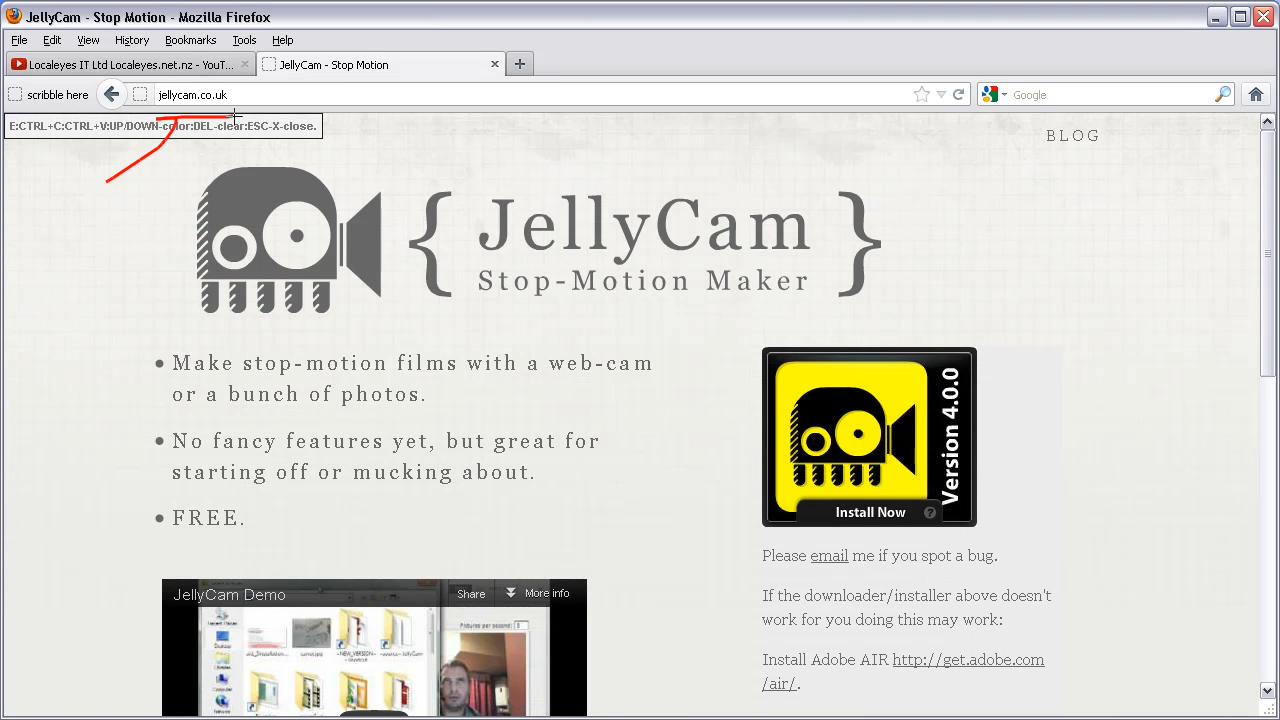 JellyCam - Stop Motion - Mozilla Firefox
File Edit View History Bookmarks Tools Help
Localeyes IT Ltd Localeyes.net.nz - YouT... JellyCam - Stop Motion
scribble here jellycam.co.uk Google
E:CTRL+C:CTRL+V:UP/DOWN-color:DEL-clear:ESC-X-close.
BLOG
{ JellyCam }
Stop-Motion Maker
• Make stop-motion films with a web-cam
or a bunch of photos.
• No fancy features yet, but great for
starting off or mucking about.
• FREE.
Version 4.0.0
Install Now ?
Please email me if you spot a bug.
If the downloader/installer above doesn't
work for you doing this may work:
Install Adobe AIR http://get.adobe.com
/air/.
JellyCam Demo Share More info
Pictures per second: 8